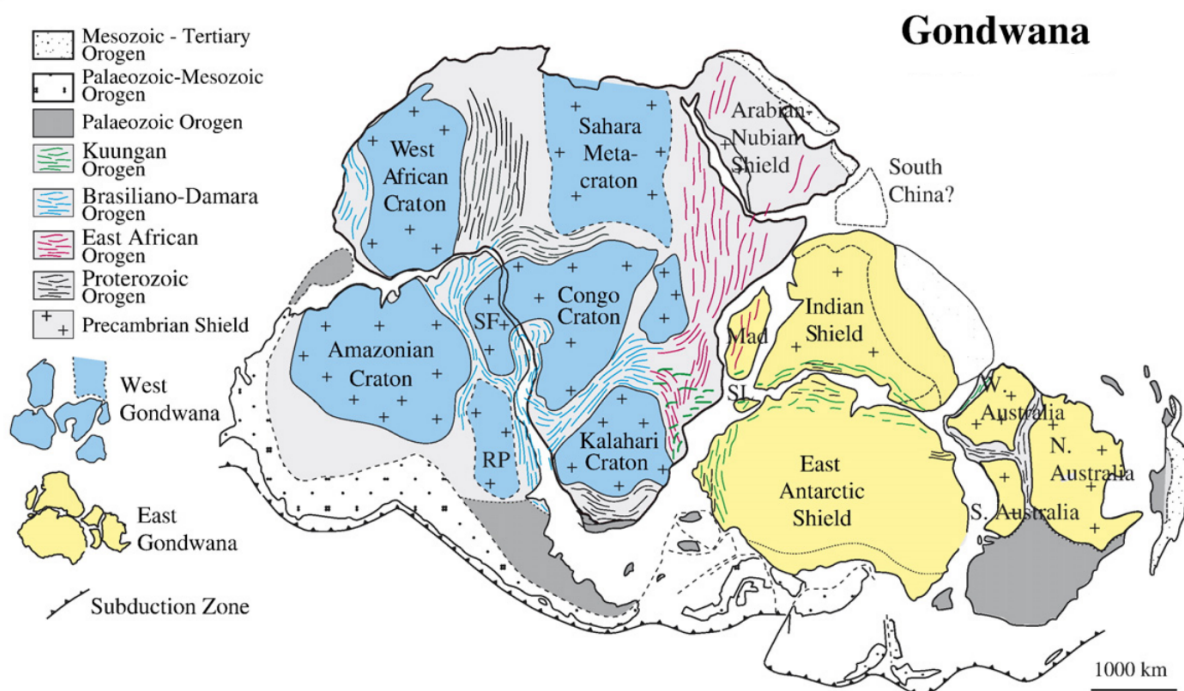 Gondwana
Mesozoic - Tertiary
Orogen
Palaeozoic-Mesozoic
Orogen
Palaeozoic Orogen
Kuungan
Orogen
Brasiliano-Damara
Orogen
East African
Orogen
Proterozoic
Orogen
Precambrian Shield
West
Gondwana
East
Gondwana
Subduction Zone
West
African
Craton
Sahara
Meta-
craton
Arabian-
Nubian
Shield
South
China?
Amazonian
Craton
SF
Congo
Craton
RP
Kalahari
Craton
Mad
Indian
Shield
SL
East
Antarctic
Shield
W.
Australia
N.
Australia
S. Australia
1000 km